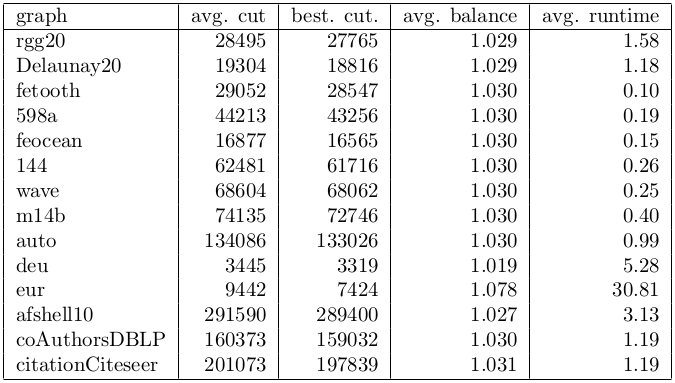 graph avg. cut best. cut. avg. balance avg. runtime
rgg20 28495 27765 1.029 1.58
Delaunay20 19304 18816 1.029 1.18
fetooth 29052 28547 1.030 0.10
598a 44213 43256 1.030 0.19
feocean 16877 16565 1.030 0.15
144 62481 61716 1.030 0.26
wave 68604 68062 1.030 0.25
m14b 74135 72746 1.030 0.40
auto 134086 133026 1.030 0.99
deu 3445 3319 1.019 5.28
eur 9442 7424 1.078 30.81
afshell10 291590 289400 1.027 3.13
coAuthorsDBLP 160373 159032 1.030 1.19
citationCiteseer 201073 197839 1.031 1.19